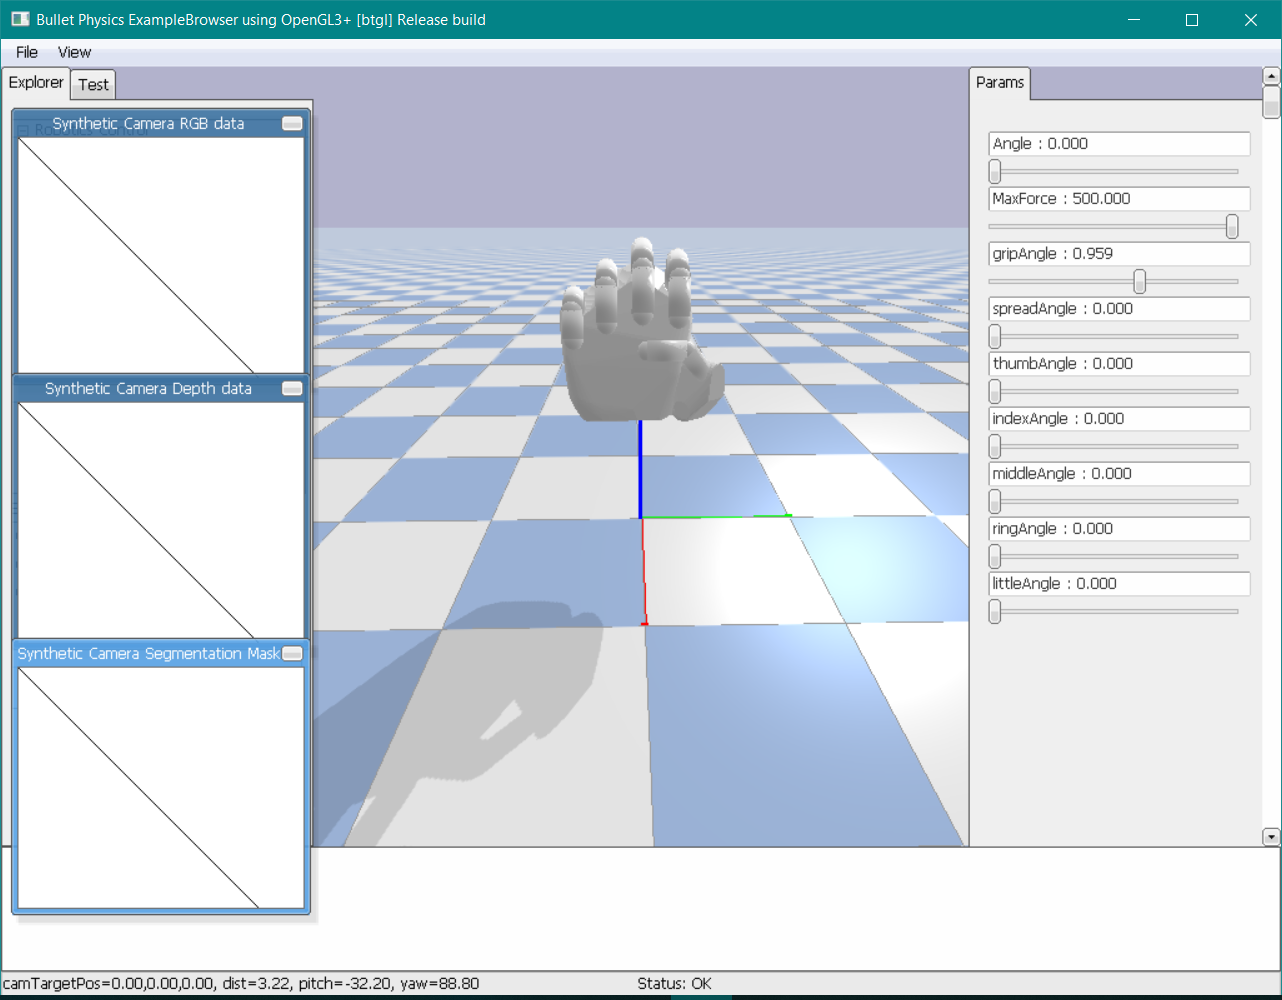 Bullet Physics ExampleBrowser using OpenGL3+ [btgl] Release build
File View
Explorer Test
Params
Robotics Control
Synthetic Camera RGB data
Synthetic Camera Depth data
Synthetic Camera Segmentation Mask
Angle : 0.000
MaxForce : 500.000
gripAngle : 0.959
spreadAngle : 0.000
thumbAngle : 0.000
indexAngle : 0.000
middleAngle : 0.000
ringAngle : 0.000
littleAngle : 0.000
camTargetPos=0.00,0.00,0.00, dist=3.22, pitch=-32.20, yaw=88.80
Status: OK